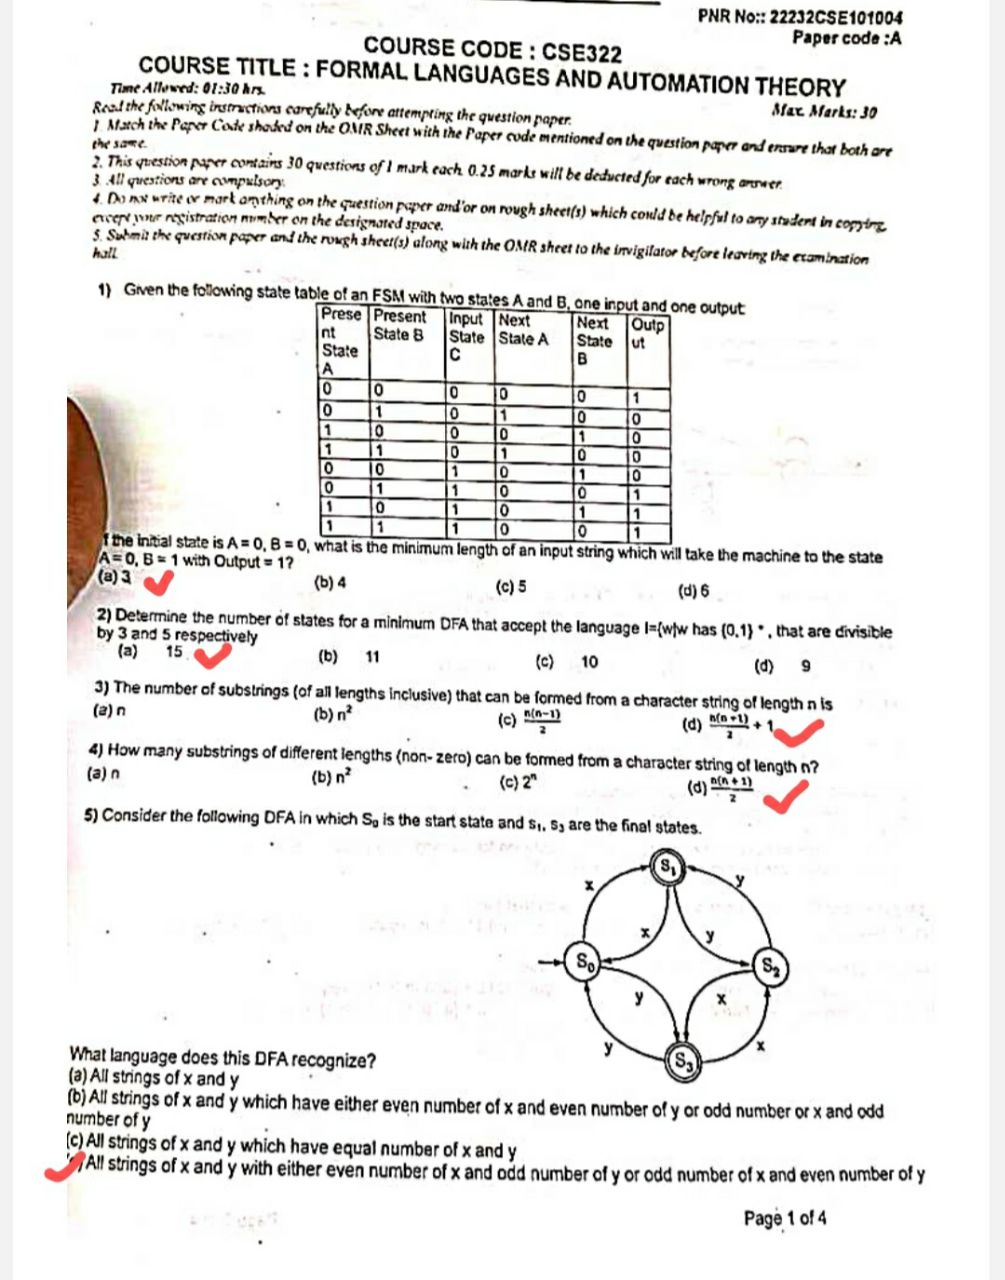 PNR No:: 22232CSE101004
Paper code :A
COURSE CODE : CSE322
COURSE TITLE : FORMAL LANGUAGES AND AUTOMATION THEORY
Time Allowed: 01:30 hrs.
Max. Marks: 30
Read the following instructions carefully before attempting the question paper.
1. Match the Paper Code shaded on the OMR Sheet with the Paper code mentioned on the question paper and ensure that both are
the same.
2. This question paper contains 30 questions of 1 mark each. 0.25 marks will be deducted for each wrong answer.
3. All questions are compulsory.
4. Do not write or mark anything on the question paper and/or on rough sheet(s) which could be helpful to any student in copying,
except your registration number on the designated space.
5. Submit the question paper and the rough sheet(s) along with the OMR sheet to the invigilator before leaving the examination
hall.
1) Given the following state table of an FSM with two states A and B, one input and one output:
Prese Present Input Next Next Outp
nt State B State State A State ut
State C B
A
0 0 0 0 0 1
0 1 0 1 0 0
1 0 0 0 1 0
1 1 0 1 0 0
0 0 1 0 1 0
0 1 1 0 0 1
1 0 1 0 1 1
1 1 1 0 0 1
f the initial state is A = 0, B = 0, what is the minimum length of an input string which will take the machine to the state
A = 0, B = 1 with Output = 1?
(a) 3 (b) 4 (c) 5 (d) 6
2) Determine the number of states for a minimum DFA that accept the language l={w|w has {0,1} *, that are divisible
by 3 and 5 respectively
(a) 15 (b) 11 (c) 10 (d) 9
3) The number of substrings (of all lengths inclusive) that can be formed from a character string of length n is
(a) n (b) n² (c) n(n−1)/2 (d) n(n+1)/2 + 1
4) How many substrings of different lengths (non- zero) can be formed from a character string of length n?
(a) n (b) n² (c) 2ⁿ (d) n(n + 1)/2
5) Consider the following DFA in which S₀ is the start state and s₁, s₃ are the final states.
S₁
x y
x y
S₀ S₂
y x
y x
S₃
What language does this DFA recognize?
(a) All strings of x and y
(b) All strings of x and y which have either even number of x and even number of y or odd number or x and odd
number of y
(c) All strings of x and y which have equal number of x and y
All strings of x and y with either even number of x and odd number of y or odd number of x and even number of y
Page 1 of 4